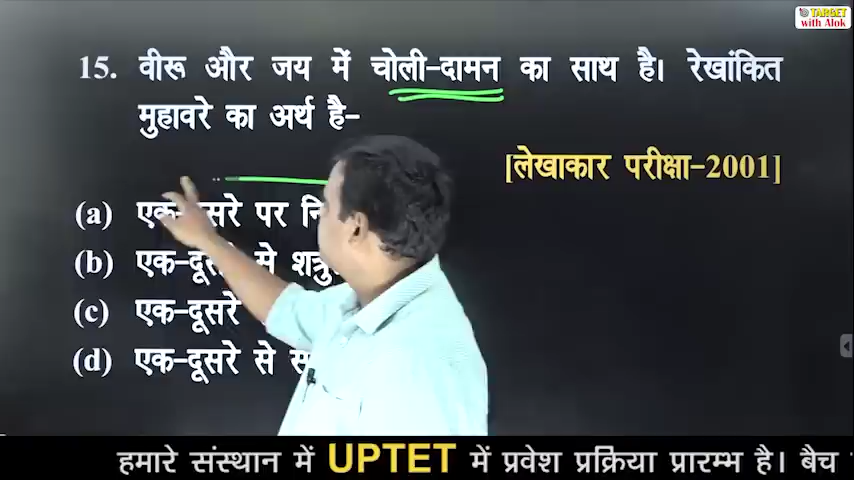 TARGET
with Alok
15. वीरू और जय में चोली-दामन का साथ है। रेखांकित
मुहावरे का अर्थ है-
[लेखाकार परीक्षा-2001]
(a) एक-दूसरे पर
(b) एक-दूसरे से
(c) एक-दूसरे
(d) एक-दूसरे से
हमारे संस्थान में UPTET में प्रवेश प्रक्रिया प्रारम्भ है। बैच